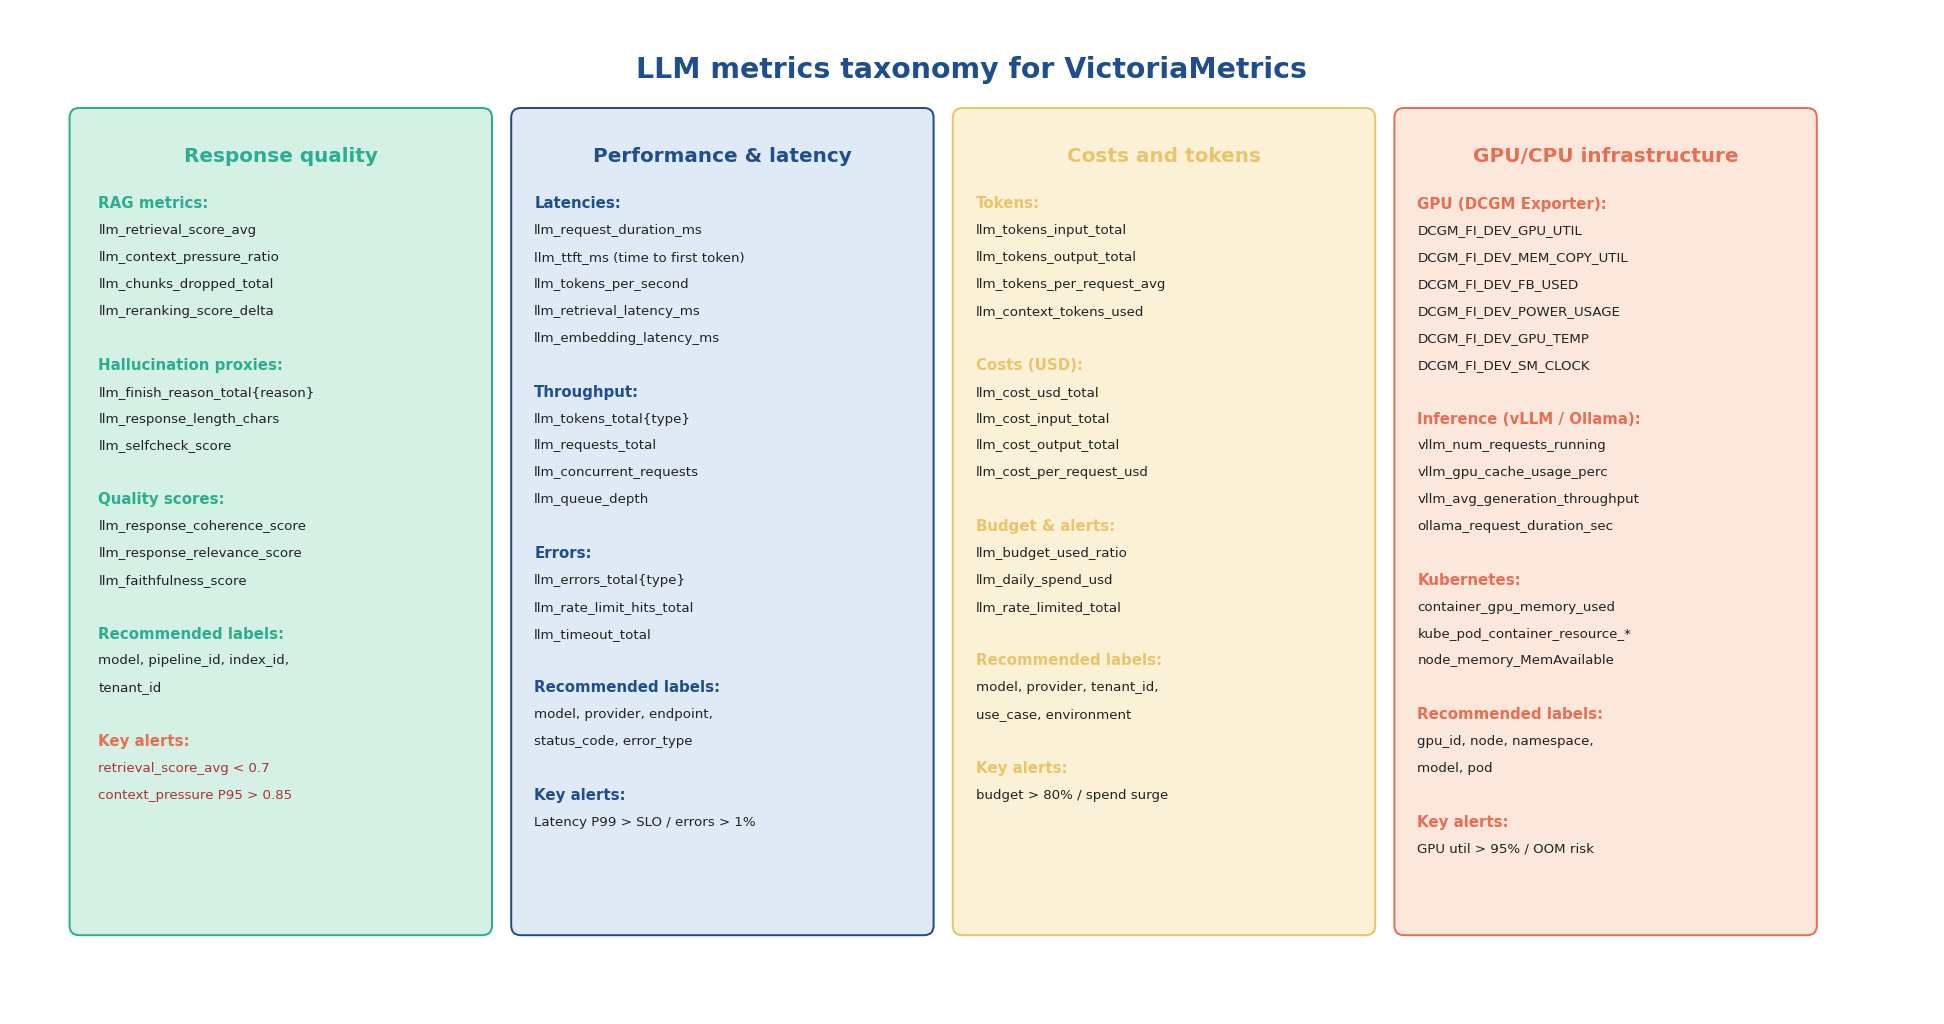 LLM metrics taxonomy for VictoriaMetrics
Response quality
RAG metrics:
llm_retrieval_score_avg
llm_context_pressure_ratio
llm_chunks_dropped_total
llm_reranking_score_delta
Hallucination proxies:
llm_finish_reason_total{reason}
llm_response_length_chars
llm_selfcheck_score
Quality scores:
llm_response_coherence_score
llm_response_relevance_score
llm_faithfulness_score
Recommended labels:
model, pipeline_id, index_id,
tenant_id
Key alerts:
retrieval_score_avg < 0.7
context_pressure P95 > 0.85
Performance & latency
Latencies:
llm_request_duration_ms
llm_ttft_ms (time to first token)
llm_tokens_per_second
llm_retrieval_latency_ms
llm_embedding_latency_ms
Throughput:
llm_tokens_total{type}
llm_requests_total
llm_concurrent_requests
llm_queue_depth
Errors:
llm_errors_total{type}
llm_rate_limit_hits_total
llm_timeout_total
Recommended labels:
model, provider, endpoint,
status_code, error_type
Key alerts:
Latency P99 > SLO / errors > 1%
Costs and tokens
Tokens:
llm_tokens_input_total
llm_tokens_output_total
llm_tokens_per_request_avg
llm_context_tokens_used
Costs (USD):
llm_cost_usd_total
llm_cost_input_total
llm_cost_output_total
llm_cost_per_request_usd
Budget & alerts:
llm_budget_used_ratio
llm_daily_spend_usd
llm_rate_limited_total
Recommended labels:
model, provider, tenant_id,
use_case, environment
Key alerts:
budget > 80% / spend surge
GPU/CPU infrastructure
GPU (DCGM Exporter):
DCGM_FI_DEV_GPU_UTIL
DCGM_FI_DEV_MEM_COPY_UTIL
DCGM_FI_DEV_FB_USED
DCGM_FI_DEV_POWER_USAGE
DCGM_FI_DEV_GPU_TEMP
DCGM_FI_DEV_SM_CLOCK
Inference (vLLM / Ollama):
vllm_num_requests_running
vllm_gpu_cache_usage_perc
vllm_avg_generation_throughput
ollama_request_duration_sec
Kubernetes:
container_gpu_memory_used
kube_pod_container_resource_*
node_memory_MemAvailable
Recommended labels:
gpu_id, node, namespace,
model, pod
Key alerts:
GPU util > 95% / OOM risk